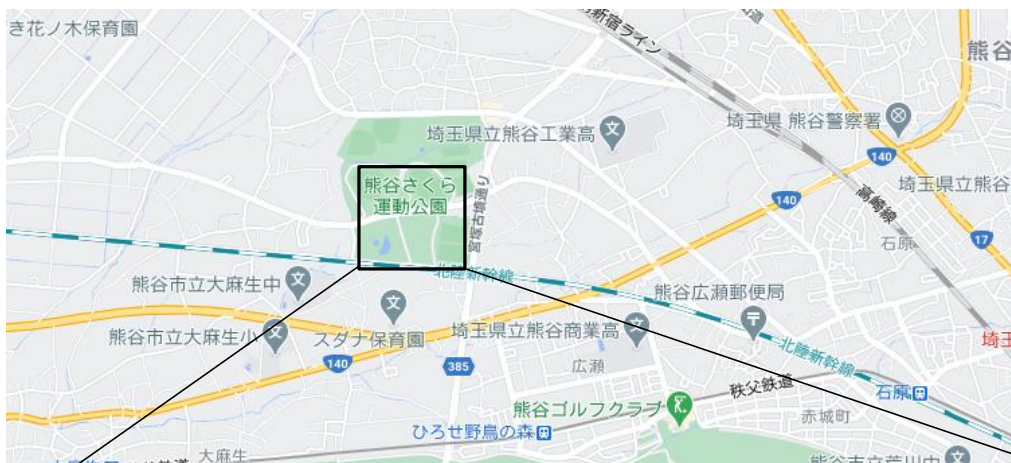 き花ノ木保育園
新宿ライン
熊谷
埼玉県立熊谷工業高
埼玉県 熊谷警察署
140
熊谷さくら
運動公園
宮塚古墳通り
140
高崎線
埼玉県立熊谷
石原
17
北陸新幹線
熊谷市立大麻生中
熊谷広瀬郵便局
熊谷市立大麻生小
スダナ保育園
埼玉県立熊谷商業高
北陸新幹線
埼玉
140
385
広瀬
秩父鉄道
石原
熊谷ゴルフクラブ
赤城町
ひろせ野鳥の森
大麻生